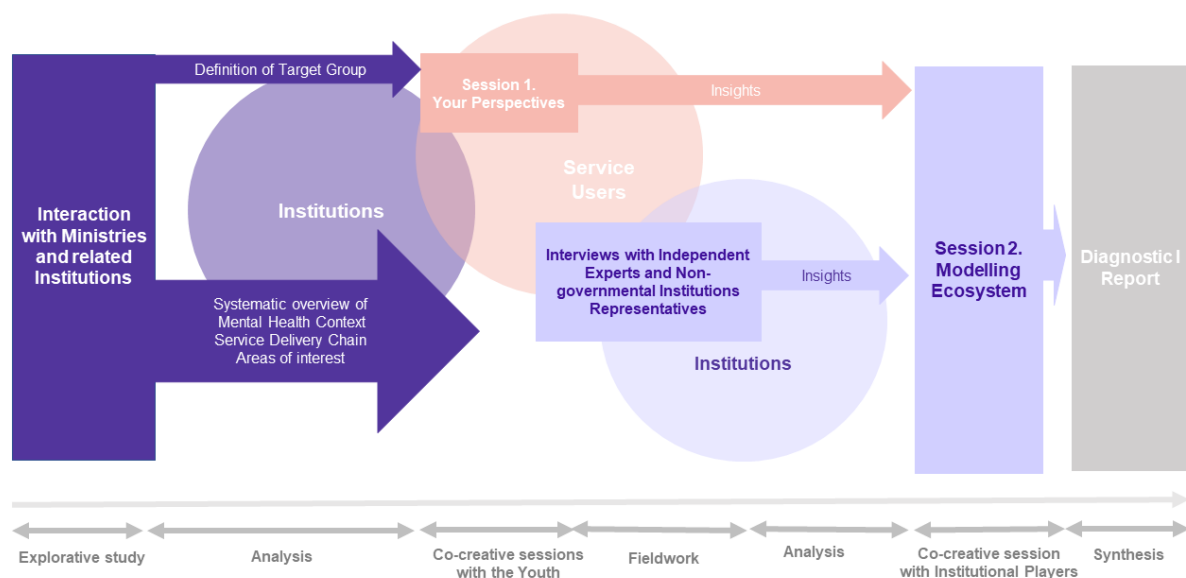 Definition of Target Group
Session 1.
Your Perspectives
Insights
Service
Users
Institutions
Interaction
with Ministries
and related
Institutions
Interviews with Independent
Experts and Non-
governmental Institutions
Representatives
Insights
Session 2.
Modelling
Ecosystem
Diagnostic I
Report
Systematic overview of
Mental Health Context
Service Delivery Chain
Areas of interest
Institutions
Explorative study
Analysis
Co-creative sessions
with the Youth
Fieldwork
Analysis
Co-creative session
with Institutional Players
Synthesis